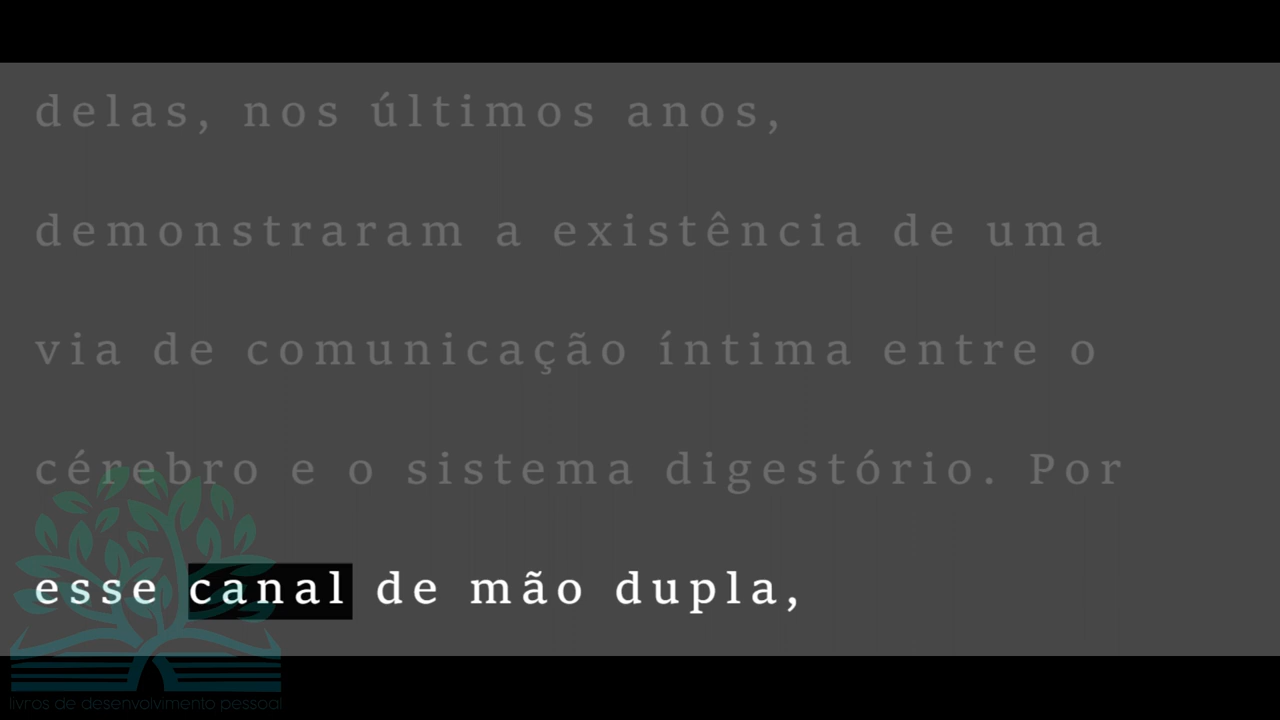 delas, nos últimos anos,
demonstraram a existência de uma
via de comunicação íntima entre o
cérebro e o sistema digestório. Por
esse canal de mão dupla,
livros de desenvolvimento pessoal